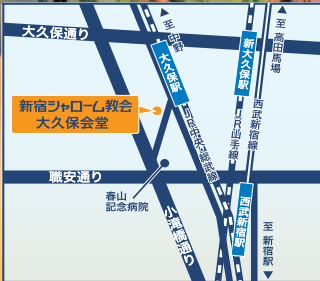 至 中野
至 高田馬場
大久保通り
大久保駅
新大久保駅
新宿シャローム教会
大久保会堂
JR中央/総武線
JR山手線
西武新宿線
職安通り
春山
記念病院
小滝橋通り
西武新宿駅
至 新宿駅